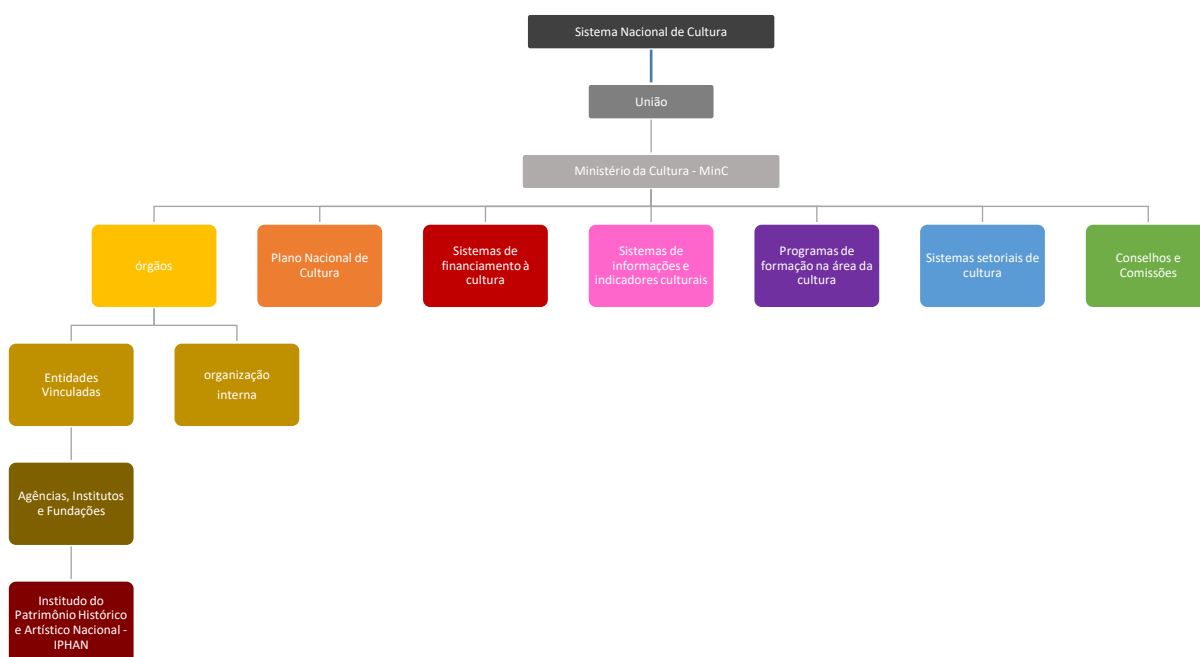 Sistema Nacional de Cultura
União
Ministério da Cultura - MinC
órgãos
Plano Nacional de
Cultura
Sistemas de
financiamento à
cultura
Sistemas de
informações e
indicadores culturais
Programas de
formação na área da
cultura
Sistemas setoriais de
cultura
Conselhos e
Comissões
Entidades
Vinculadas
organização
interna
Agências, Institutos
e Fundações
Institudo do
Patrimônio Histórico
e Artístico Nacional -
IPHAN